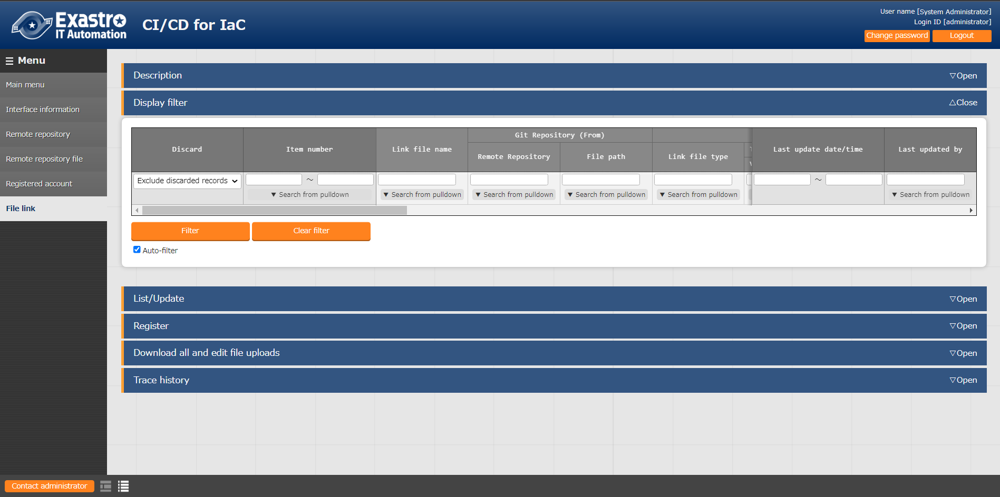 Exastro
IT Automation
CI/CD for IaC
User name [System Administrator]
Login ID [administrator]
Change password
Logout
Menu
Main menu
Interface information
Remote repository
Remote repository file
Registered account
File link
Description
▽Open
Display filter
△Close
Discard
Item number
Link file name
Git Repository (From)
Remote Repository
File path
Link file type
Last update date/time
Last updated by
Exclude discarded records
～
～
▼ Search from pulldown
▼ Search from pulldown
▼ Search from pulldown
▼ Search from pulldown
▼ Search from pulldown
▼ Search from pulldown
Filter
Clear filter
Auto-filter
List/Update
▽Open
Register
▽Open
Download all and edit file uploads
▽Open
Trace history
▽Open
Contact administrator